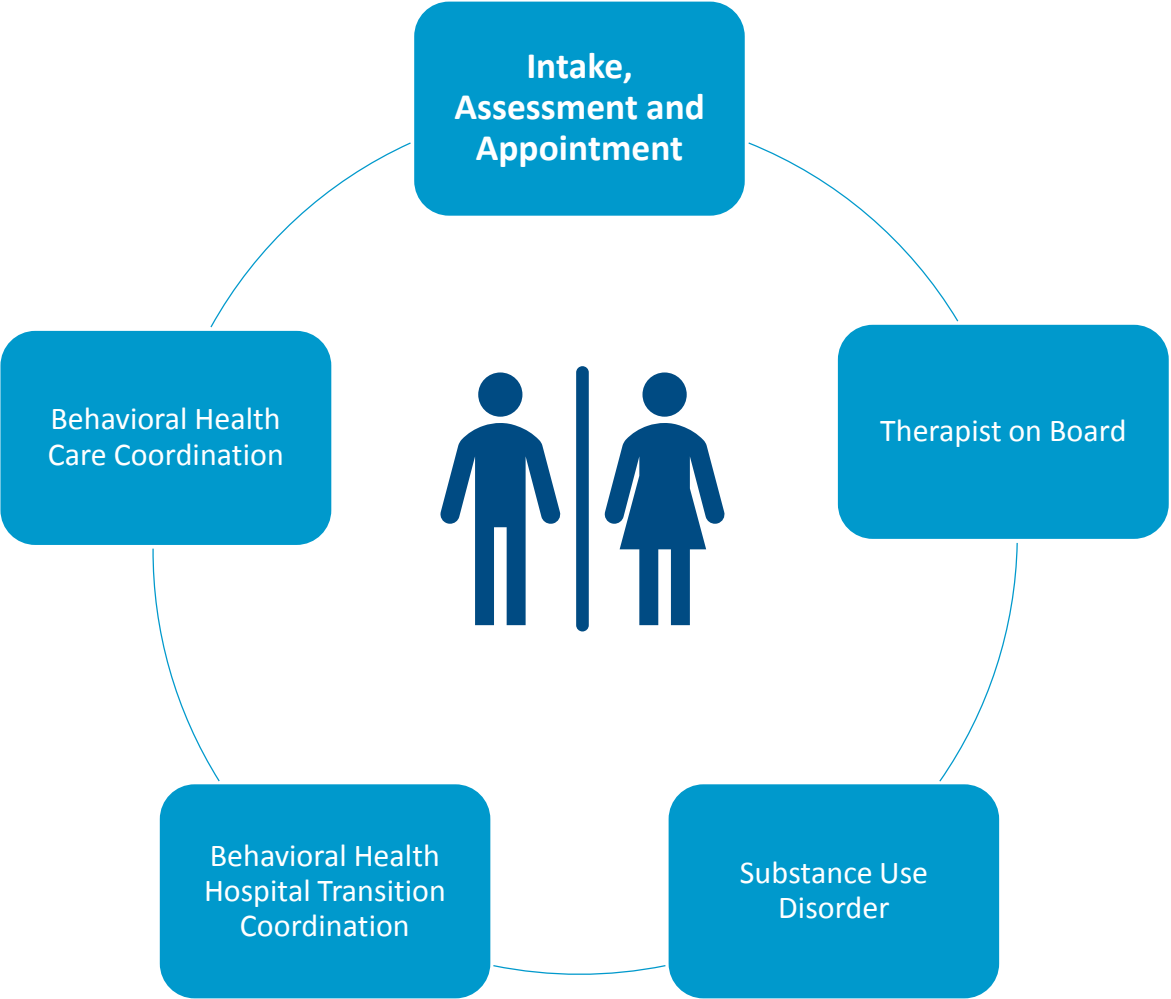 Intake,
Assessment and
Appointment
Therapist on Board
Substance Use
Disorder
Behavioral Health
Hospital Transition
Coordination
Behavioral Health
Care Coordination